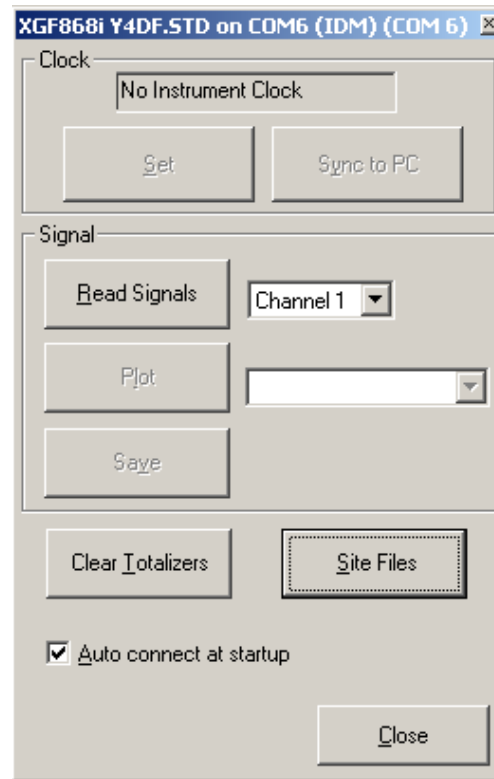 XGF868i Y4DF.STD on COM6 (IDM) (COM 6)
Clock
No Instrument Clock
Set
Sync to PC
Signal
Read Signals
Channel 1
Plot
Save
Clear Totalizers
Site Files
Auto connect at startup
Close